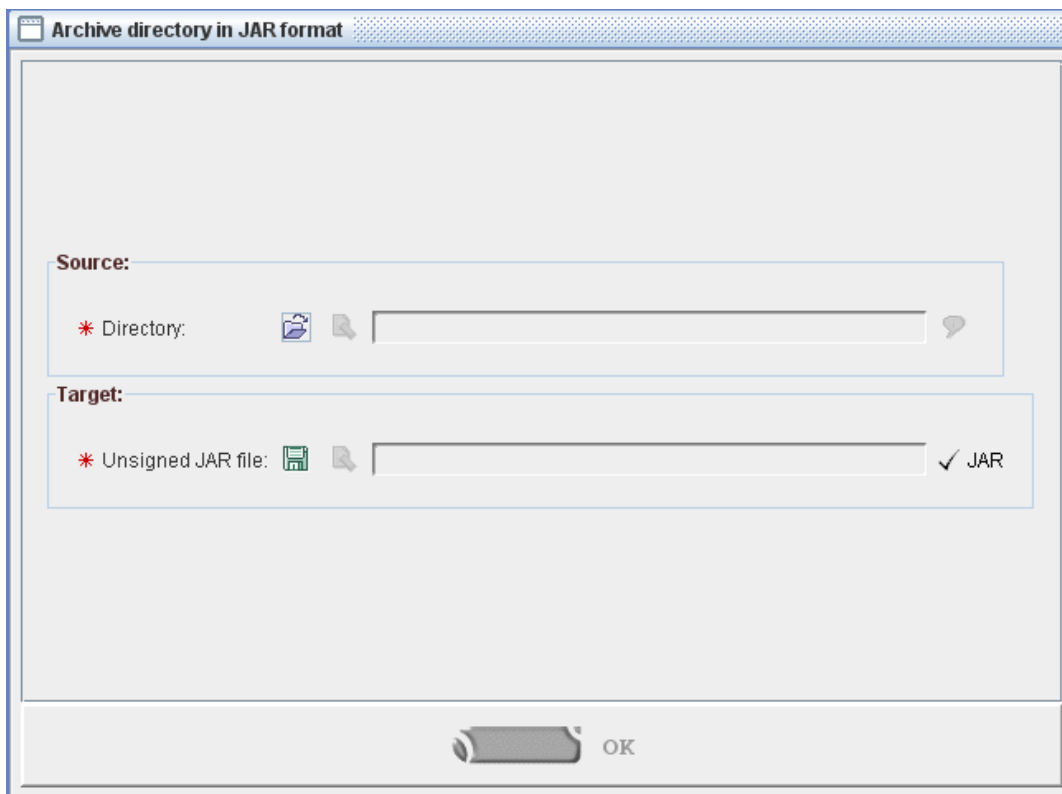 Archive directory in JAR format
Source:
* Directory:
Target:
* Unsigned JAR file: JAR
OK